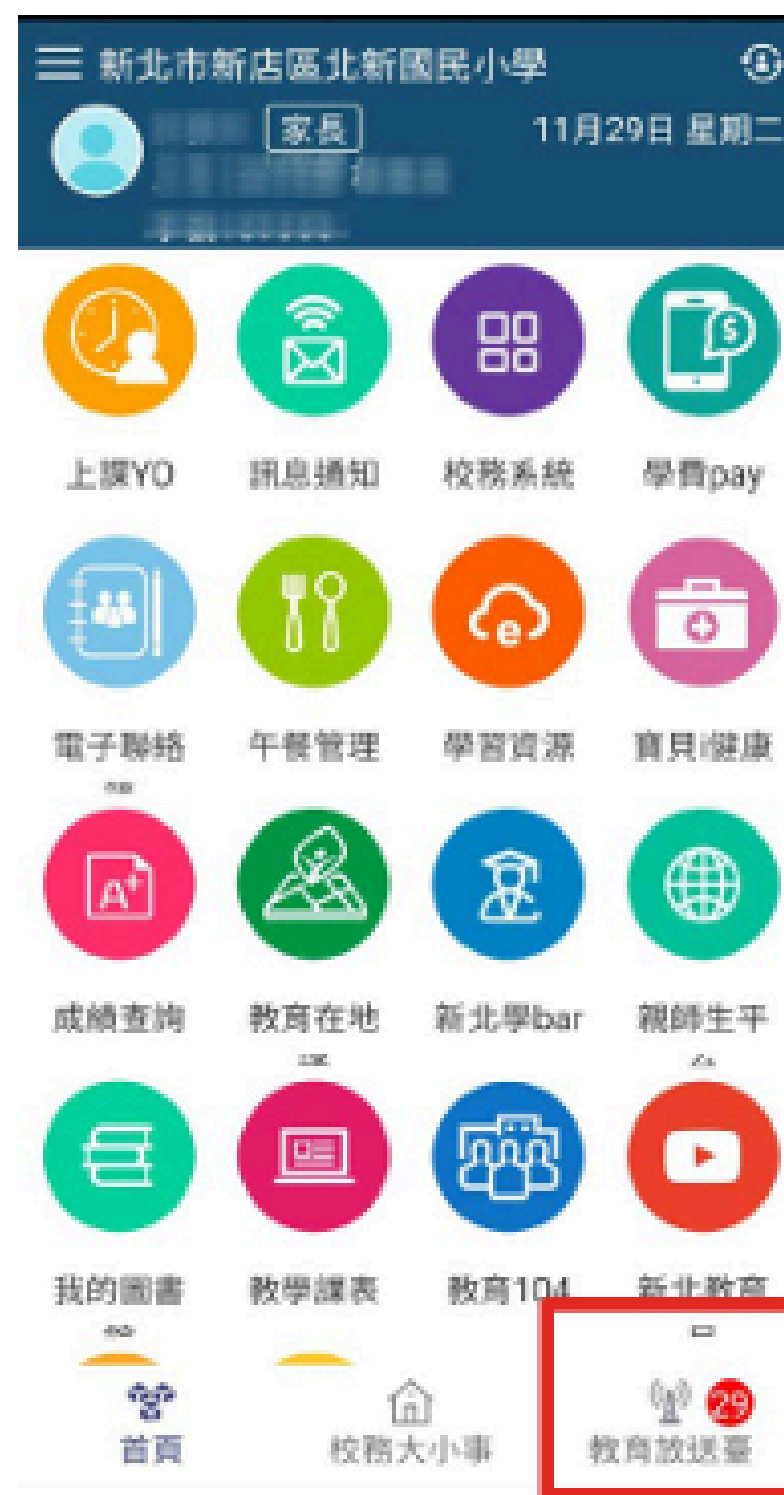 新北市新店區北新國民小學
家長
11月29日 星期二
上課YO 訊息通知 校務系統 學費pay
e
電子聯絡 午餐管理 學習資源 寶貝i健康
A+
成績查詢 教育在地 新北學bar 親師生平
我的圖書 教學課表 教育104 新北教育
29
首頁 校務大小事 教育放送臺